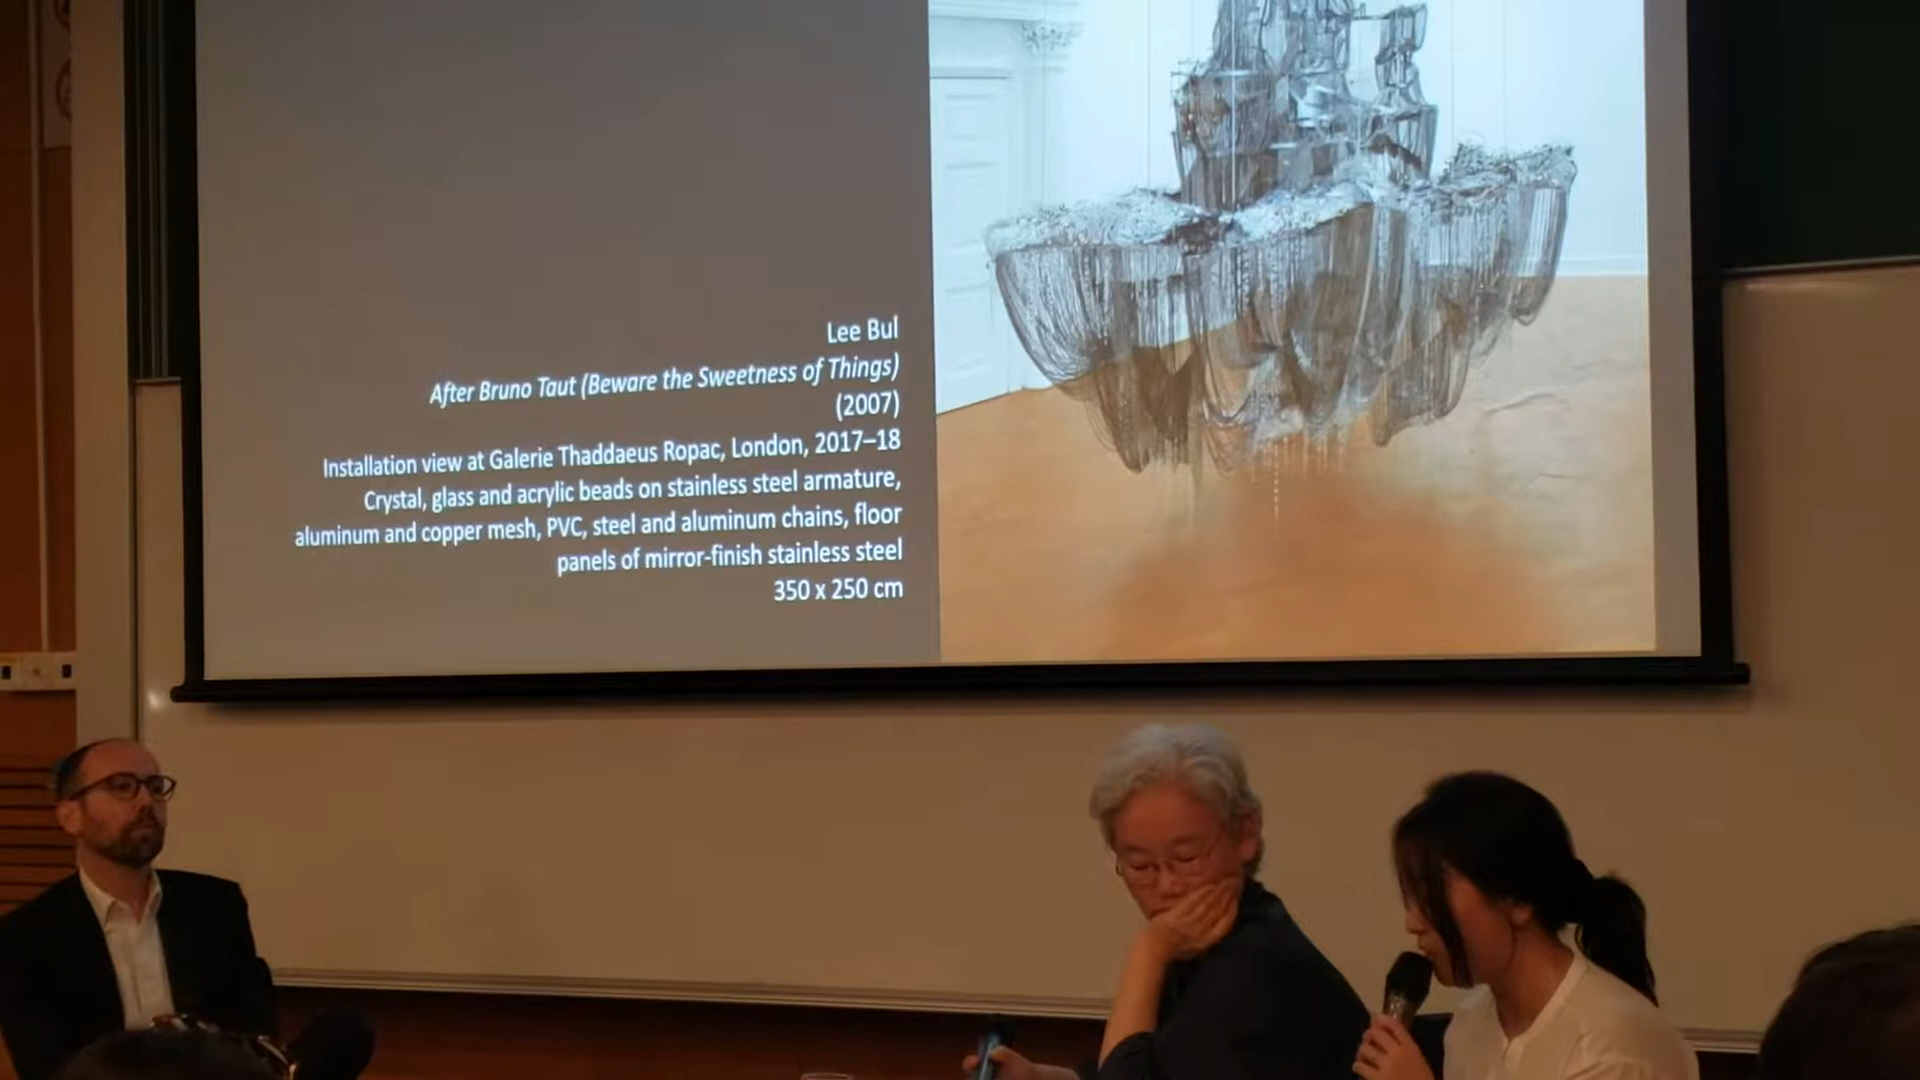 Lee Bul
After Bruno Taut (Beware the Sweetness of Things)
(2007)
Installation view at Galerie Thaddaeus Ropac, London, 2017–18
Crystal, glass and acrylic beads on stainless steel armature,
aluminum and copper mesh, PVC, steel and aluminum chains, floor
panels of mirror-finish stainless steel
350 x 250 cm